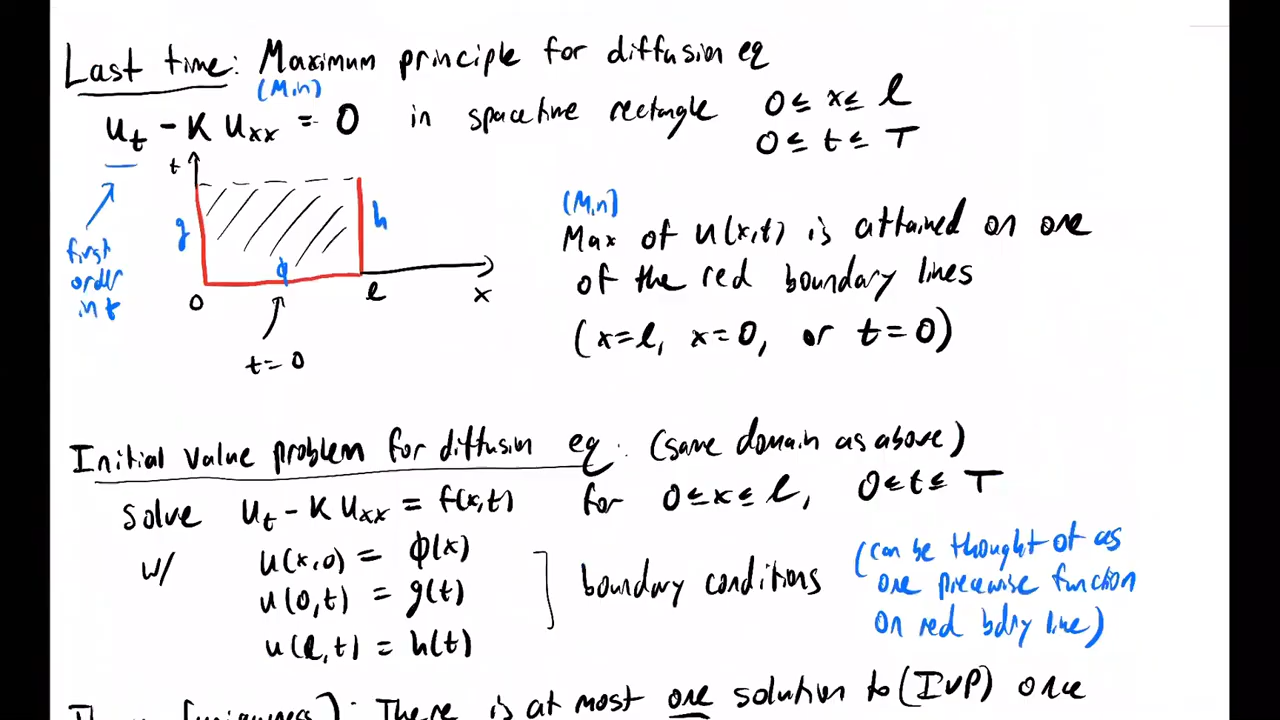 Last time: Maximum principle for diffusion eq
(Min)
u_t - K u_xx = 0 in spacetime rectangle 0 ≤ x ≤ l
0 ≤ t ≤ T
t
g
h
ϕ
0
l
x
t = 0
first
order
in t
(Min)
Max of u(x,t) is attained on one
of the red boundary lines
(x=l, x=0, or t=0)
Initial value problem for diffusion eq: (same domain as above)
solve u_t - K u_xx = f(x,t) for 0 ≤ x ≤ l, 0 ≤ t ≤ T
w/ u(x,0) = ϕ(x)
u(0,t) = g(t)
u(l,t) = h(t)
boundary conditions
(can be thought of as
one piecewise function
on red bdry line)
There is at most one solution to (IVP) once